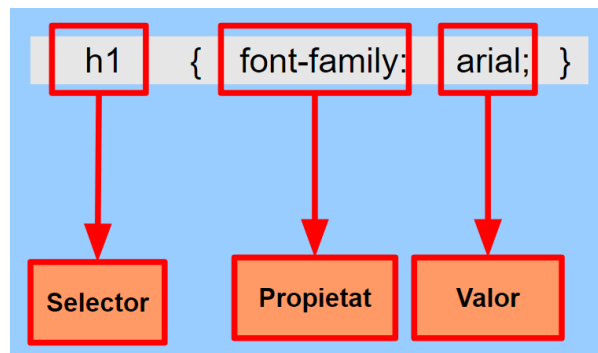 h1 { font-family: arial; }
Selector Propietat Valor